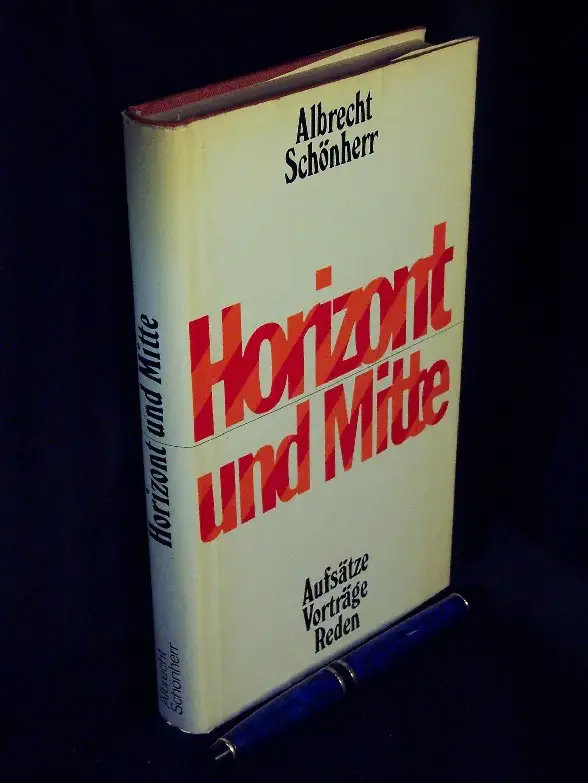 Albrecht
Schönherr
Horizont
und Mitte
Aufsätze
Vorträge
Reden
Horizont und Mitte
Albrecht
Schönherr